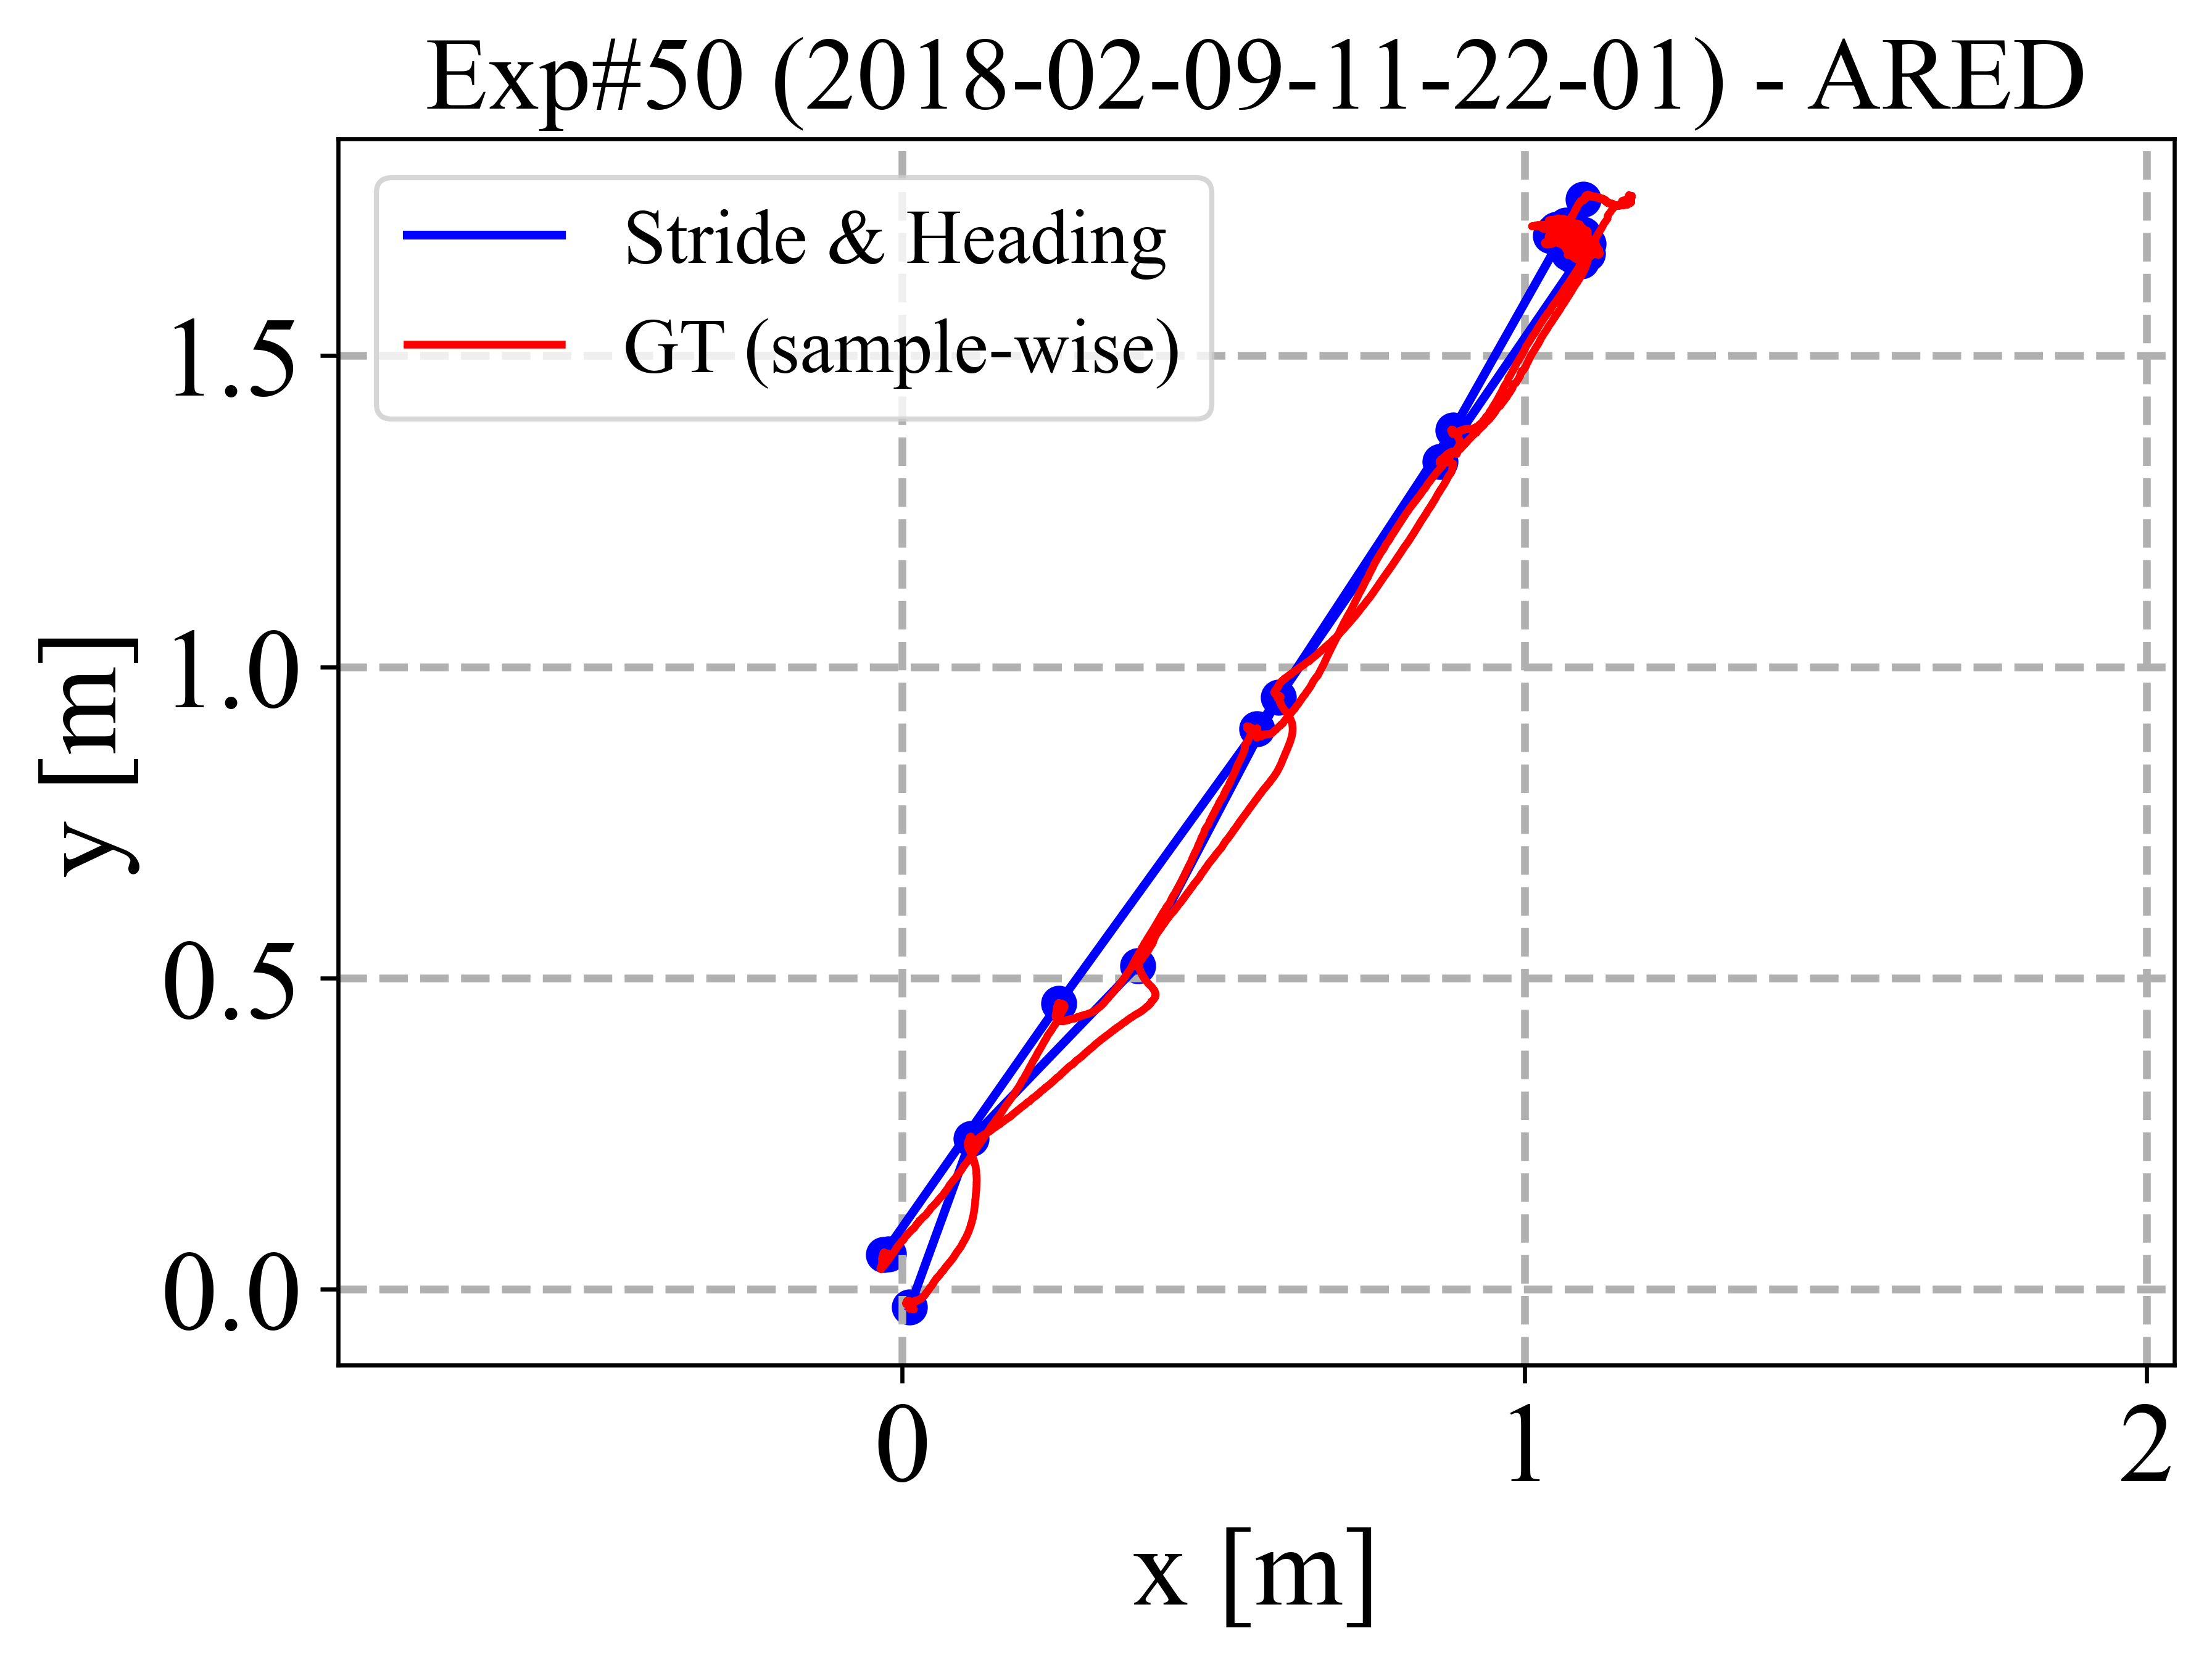 Exp#50 (2018-02-09-11-22-01) - ARED
Stride & Heading
GT (sample-wise)
1.5
1.0
0.5
0.0
y [m]
0 1 2
x [m]